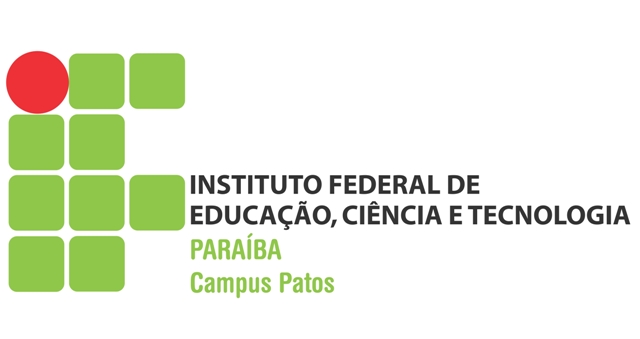 INSTITUTO FEDERAL DE
EDUCAÇÃO, CIÊNCIA E TECNOLOGIA
PARAÍBA
Campus Patos